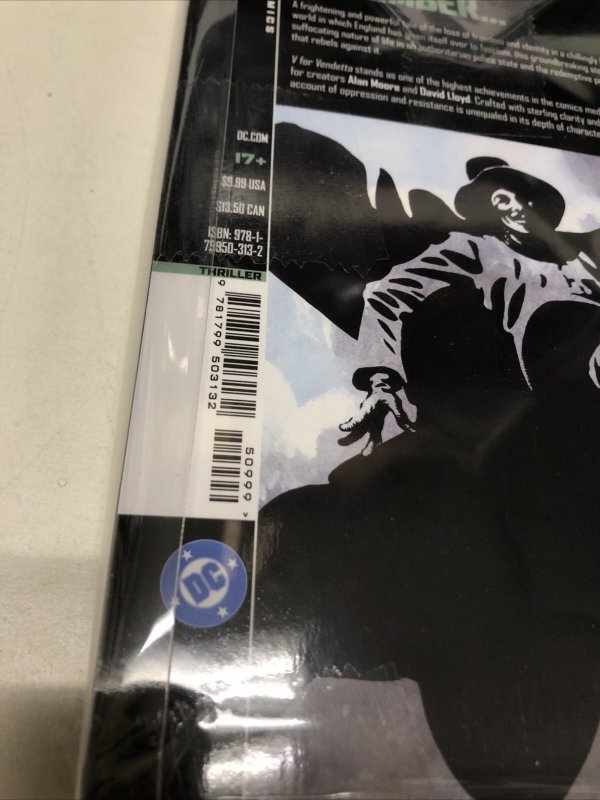 MBER...
A frightening and powerful tale of the loss of freedom and identity in a chillingly
world in which England has given itself over to fascism, this groundbreaking
suffocating nature of life in an authoritarian police state and the redemptive
that rebels against it.
V for Vendetta stands as one of the highest achievements in the comics med
for creators Alan Moore and David Lloyd. Crafted with sterling clarity and
account of oppression and resistance is unequaled in its depth of character
OMICS
DC.COM
17+
$9.99 USA
$13.50 CAN
ISBN: 978-1-
79950-313-2
THRILLER
9 781799 503132
50999
DC